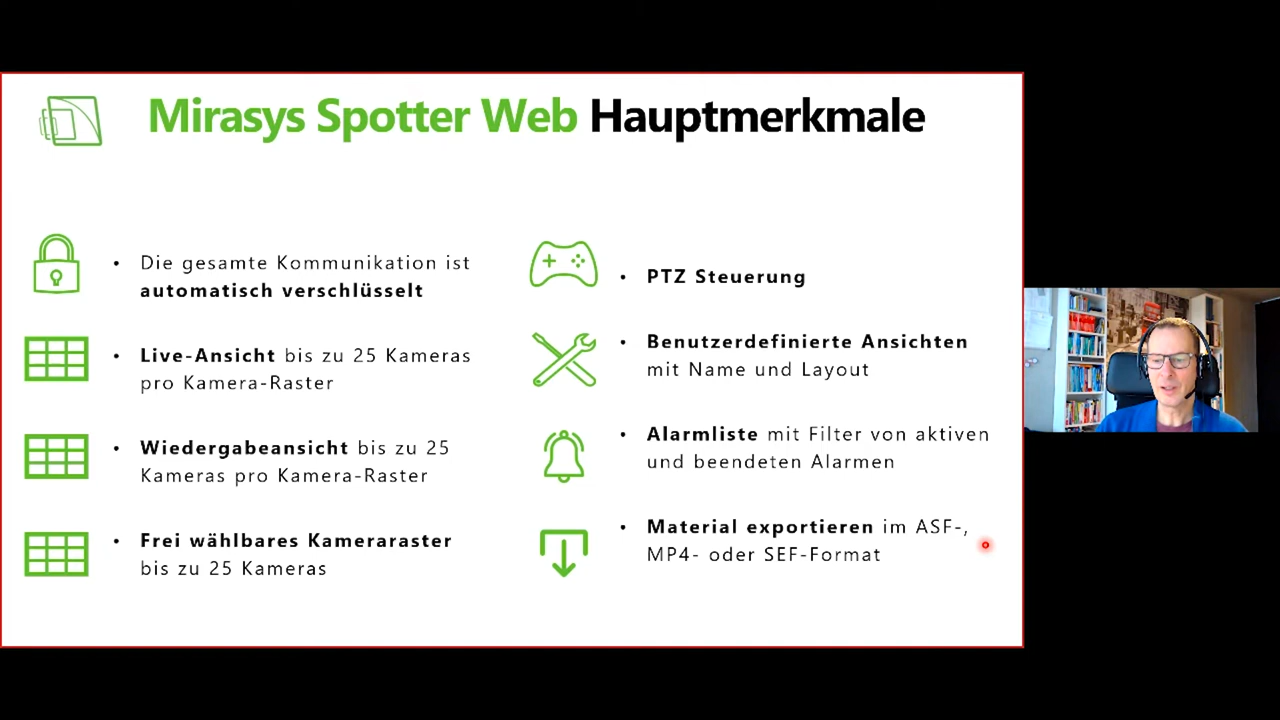 Mirasys Spotter Web Hauptmerkmale
• Die gesamte Kommunikation ist
automatisch verschlüsselt
• Live-Ansicht bis zu 25 Kameras
pro Kamera-Raster
• Wiedergabeansicht bis zu 25
Kameras pro Kamera-Raster
• Frei wählbares Kameraraster
bis zu 25 Kameras
• PTZ Steuerung
• Benutzerdefinierte Ansichten
mit Name und Layout
• Alarmliste mit Filter von aktiven
und beendeten Alarmen
• Material exportieren im ASF-,
MP4- oder SEF-Format